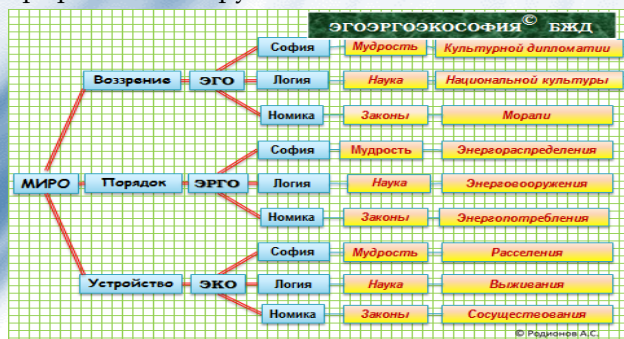 ЭГОЭРГОЭКОСОФИЯ© БЖД
София Мудрость Культурной дипломатии
Воззрение ЭГО Логия Наука Национальной культуры
Номика Законы Морали
София Мудрость Энергораспределения
МИРО Порядок ЭРГО Логия Наука Энерговооружения
Номика Законы Энергопотребления
София Мудрость Расселения
Устройство ЭКО Логия Наука Выживания
Номика Законы Сосуществования
© Родионов А.С.